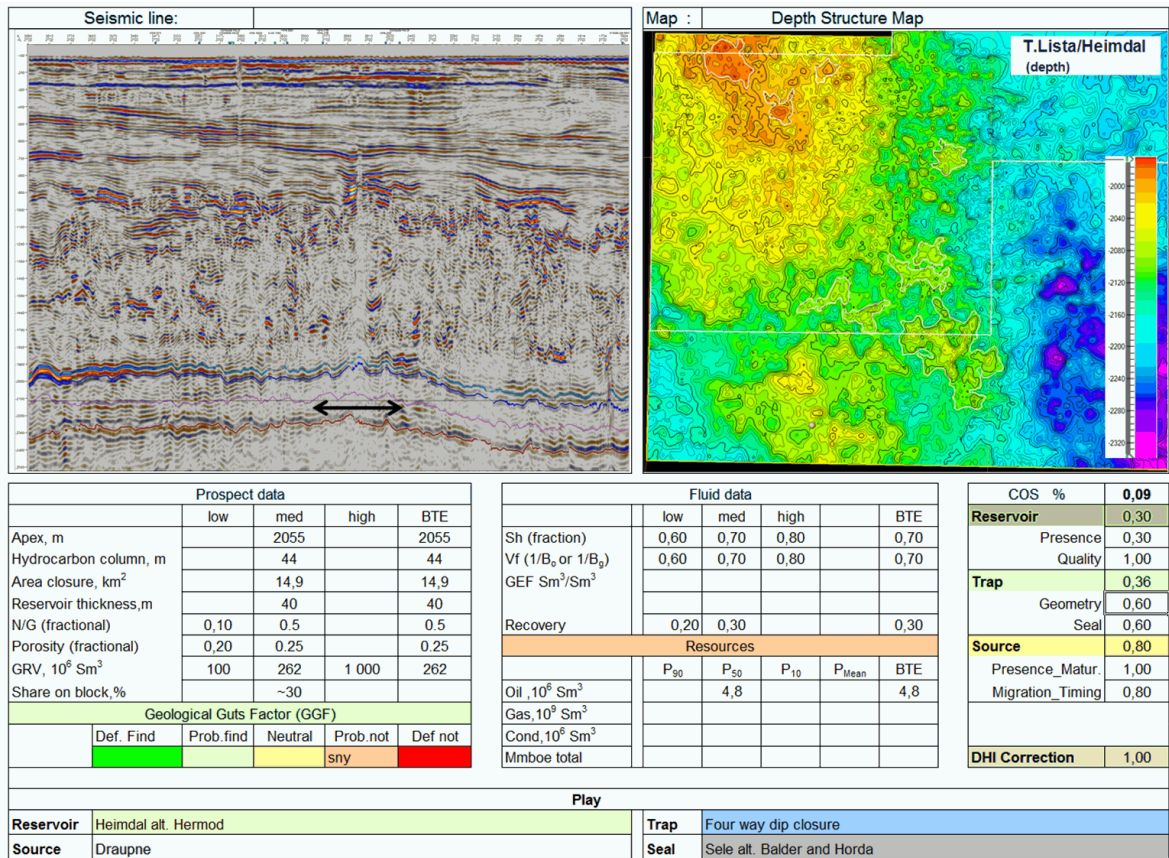 Seismic line:
Map :
Depth Structure Map
T.Lista/Heimdal
(depth)
-2000
-2040
-2080
-2120
-2160
-2200
-2240
-2280
-2320
Prospect data
low med high BTE
Apex, m 2055 2055
Hydrocarbon column, m 44 44
Area closure, km² 14,9 14,9
Reservoir thickness,m 40 40
N/G (fractional) 0,10 0.5 0.5
Porosity (fractional) 0,20 0.25 0.25
GRV, 10⁶ Sm³ 100 262 1 000 262
Share on block,% ~30
Geological Guts Factor (GGF)
Def. Find Prob.find Neutral Prob.not Def not
sny
Fluid data
low med high BTE
Sh (fraction) 0,60 0,70 0,80 0,70
Vf (1/Bₒ or 1/B₉) 0,60 0,70 0,80 0,70
GEF Sm³/Sm³
Recovery 0,20 0,30 0,30
Resources
P₉₀ P₅₀ P₁₀ P Mean BTE
Oil ,10⁶ Sm³ 4,8 4,8
Gas,10⁹ Sm³
Cond,10⁶ Sm³
Mmboe total
COS % 0,09
Reservoir 0,30
Presence 0,30
Quality 1,00
Trap 0,36
Geometry 0,60
Seal 0,60
Source 0,80
Presence_Matur. 1,00
Migration_Timing 0,80
DHI Correction 1,00
Play
Reservoir Heimdal alt. Hermod
Trap Four way dip closure
Source Draupne
Seal Sele alt. Balder and Horda